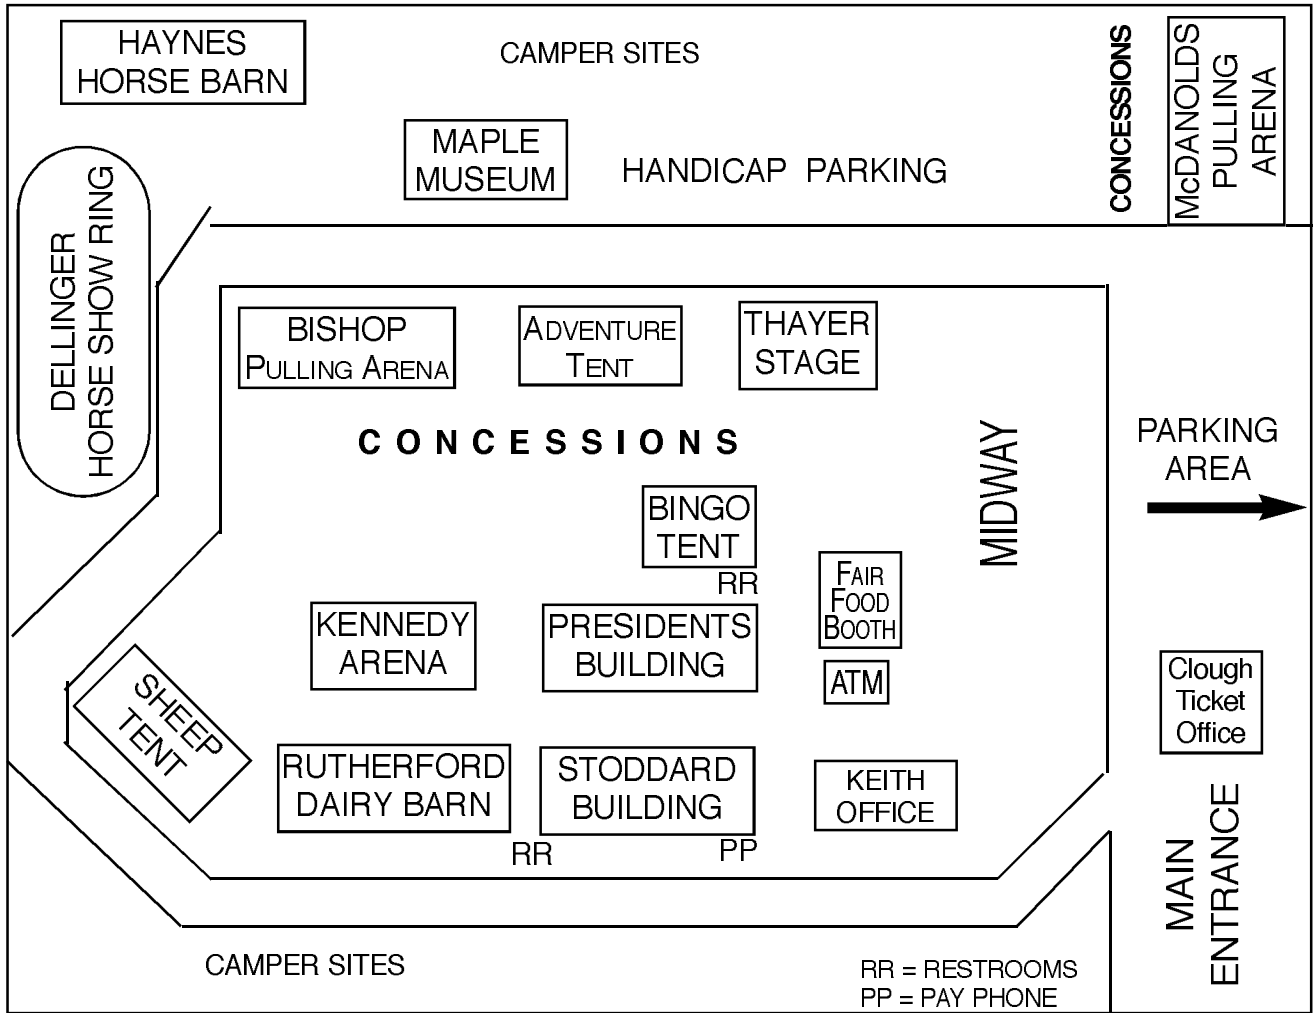 HAYNES
HORSE BARN
CAMPER SITES
CONCESSIONS
McDANOLDS
PULLING
ARENA
MAPLE
MUSEUM
HANDICAP PARKING
DELLINGER
HORSE SHOW RING
BISHOP
PULLING ARENA
ADVENTURE
TENT
THAYER
STAGE
CONCESSIONS
MIDWAY
PARKING
AREA
BINGO
TENT
RR
FAIR
FOOD
BOOTH
KENNEDY
ARENA
PRESIDENTS
BUILDING
ATM
Clough
Ticket
Office
SHEEP
TENT
RUTHERFORD
DAIRY BARN
STODDARD
BUILDING
KEITH
OFFICE
RR
PP
MAIN
ENTRANCE
CAMPER SITES
RR = RESTROOMS
PP = PAY PHONE